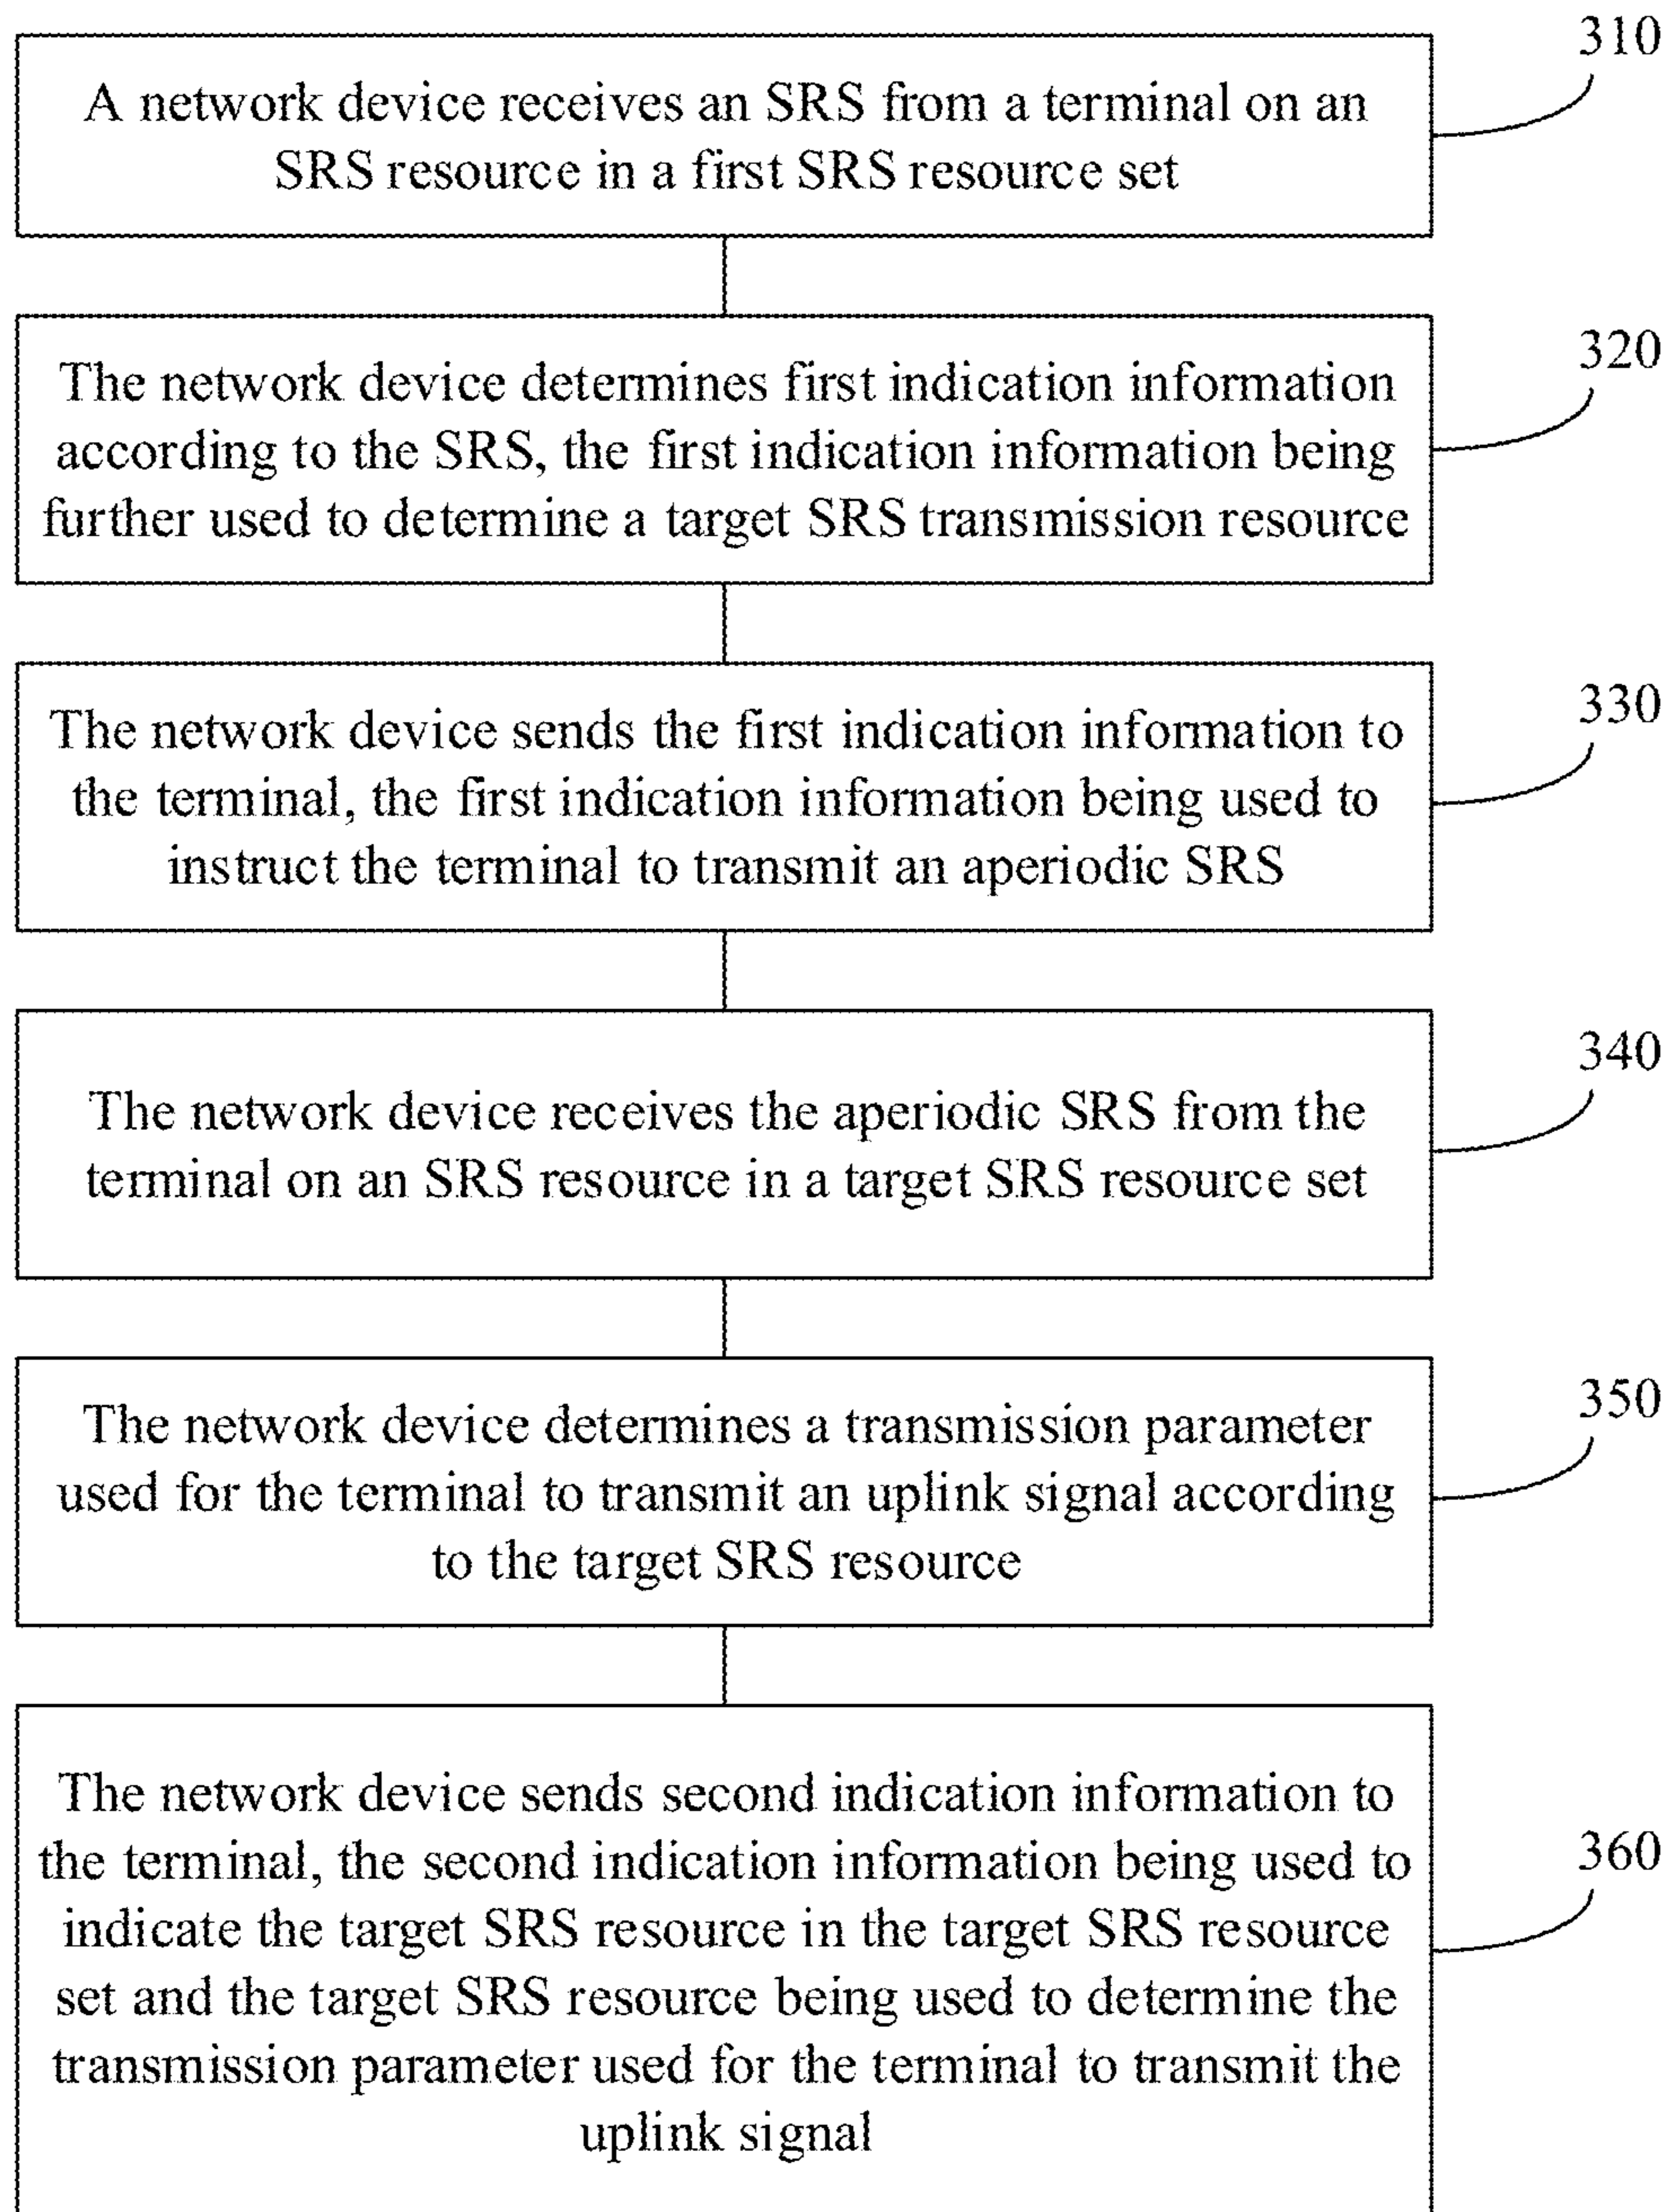 310
A network device receives an SRS from a terminal on an
SRS resource in a first SRS resource set
320
The network device determines first indication information
according to the SRS, the first indication information being
further used to determine a target SRS transmission resource
330
The network device sends the first indication information to
the terminal, the first indication information being used to
instruct the terminal to transmit an aperiodic SRS
340
The network device receives the aperiodic SRS from the
terminal on an SRS resource in a target SRS resource set
350
The network device determines a transmission parameter
used for the terminal to transmit an uplink signal according
to the target SRS resource
360
The network device sends second indication information to
the terminal, the second indication information being used to
indicate the target SRS resource in the target SRS resource
set and the target SRS resource being used to determine the
transmission parameter used for the terminal to transmit the
uplink signal